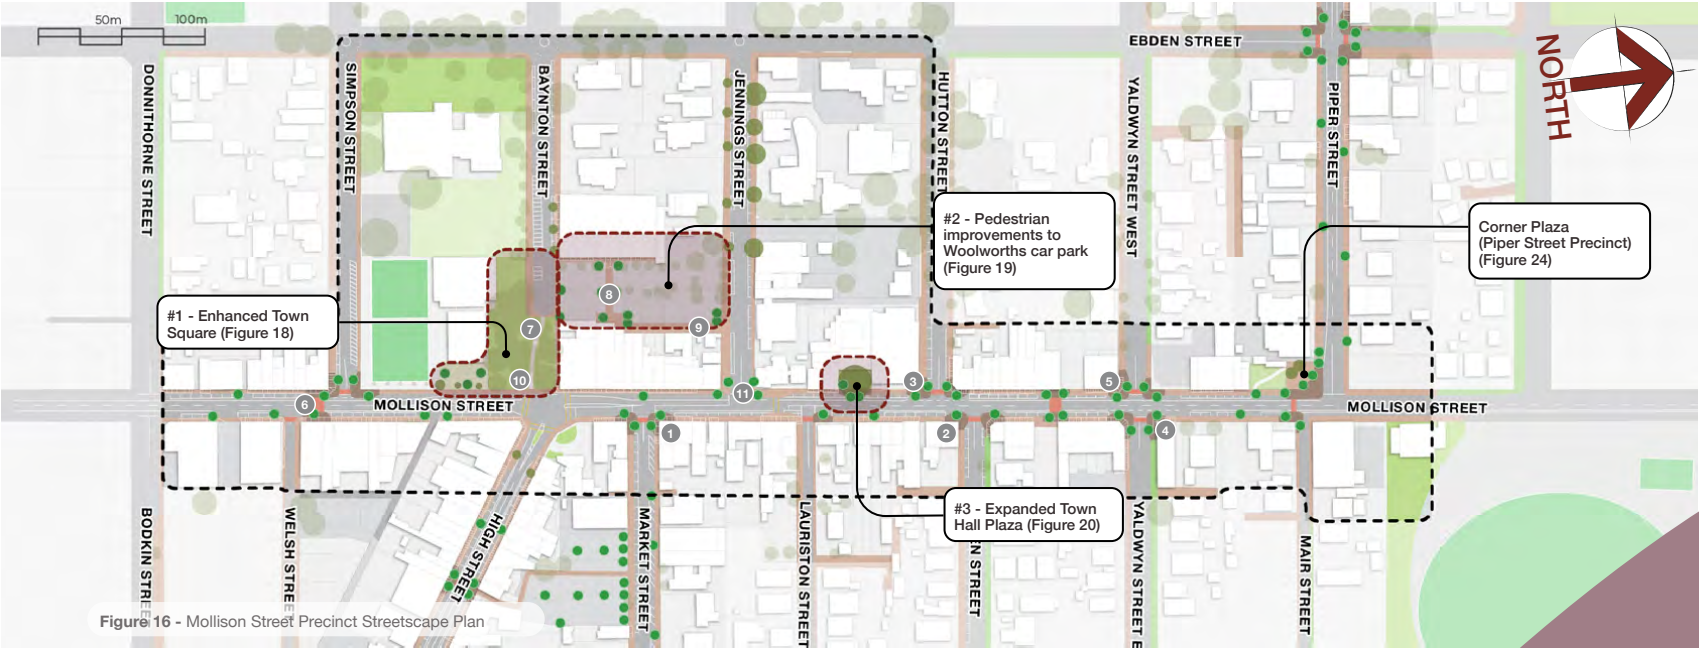 50m
100m
EBDEN STREET
NORTH
DONNITHORNE STREET
SIMPSON STREET
BAYNTON STREET
JENNINGS STREET
HUTTON STREET
YALDWYN STREET WEST
PIPER STREET
#2 - Pedestrian
improvements to
Woolworths car park
(Figure 19)
Corner Plaza
(Piper Street Precinct)
(Figure 24)
#1 - Enhanced Town
Square (Figure 18)
8
7
9
10
11
3
5
6
MOLLISON STREET
MOLLISON STREET
1
2
4
#3 - Expanded Town
Hall Plaza (Figure 20)
BODKIN STREET
WELSH STREET
HIGH STREET
MARKET STREET
LAURISTON STREET
EN STREET
YALDWYN STREET E
MAIR STREET
Figure 16 - Mollison Street Precinct Streetscape Plan